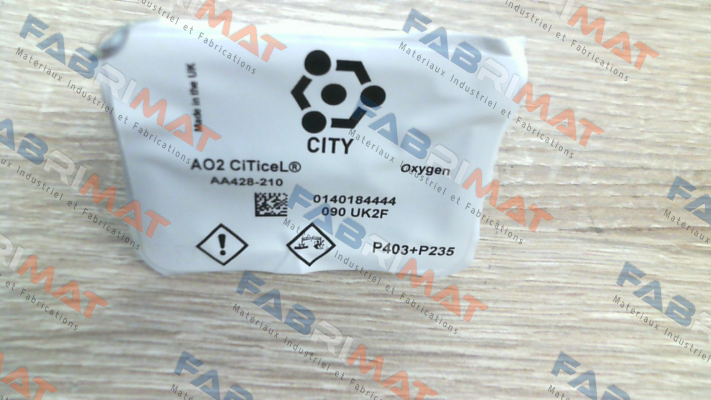 Made in the UK
CITY
AO2 CiTiceL®
Oxygen
AA428-210
0140184444
090 UK2F
P403+P235
FABRIMAT
Matériaux Industriel et Fabrications